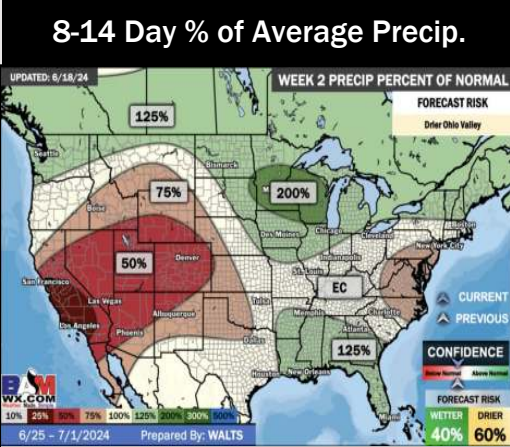 8-14 Day % of Average Precip.
UPDATED: 6/18/24
WEEK 2 PRECIP PERCENT OF NORMAL
FORECAST RISK
Drier Ohio Valley
125%
Seattle
Bismarck
75%
200%
Boise
Boston
Des Moines
Chicago
Cleveland
New York City
50%
Denver
Indianapolis
San Francisco
St. Louis
EC
CURRENT
Las Vegas
Tulsa
PREVIOUS
Los Angeles
Albuquerque
Memphis
Charlotte
Phoenix
Atlanta
Dallas
125%
CONFIDENCE
Below Normal Above Normal
Houston
New Orleans
BAM
WX.COM
Miami
FORECAST RISK
10% 25% 50% 75% 100% 125% 200% 300% 500%
WETTER DRIER
40% 60%
6/25 - 7/1/2024 Prepared By: WALTS